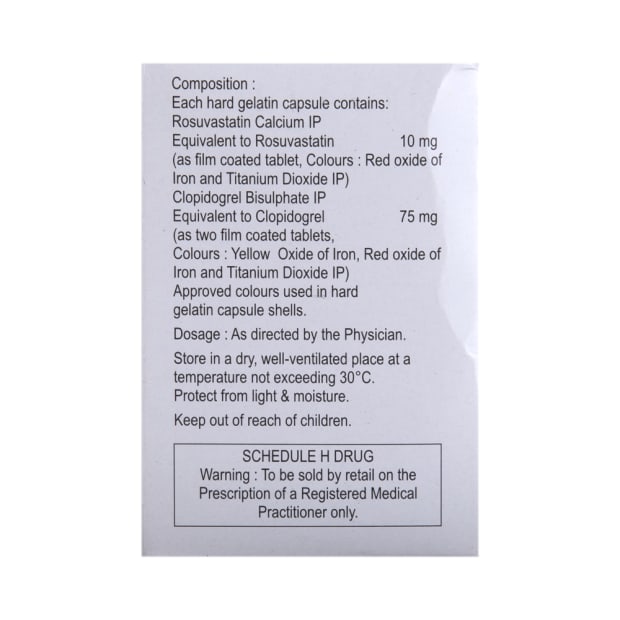 Composition :
Each hard gelatin capsule contains:
Rosuvastatin Calcium IP
Equivalent to Rosuvastatin 10 mg
(as film coated tablet, Colours : Red oxide of
Iron and Titanium Dioxide IP)
Clopidogrel Bisulphate IP
Equivalent to Clopidogrel 75 mg
(as two film coated tablets,
Colours : Yellow Oxide of Iron, Red oxide of
Iron and Titanium Dioxide IP)
Approved colours used in hard
gelatin capsule shells.
Dosage : As directed by the Physician.
Store in a dry, well-ventilated place at a
temperature not exceeding 30°C.
Protect from light & moisture.
Keep out of reach of children.
SCHEDULE H DRUG
Warning : To be sold by retail on the
Prescription of a Registered Medical
Practitioner only.